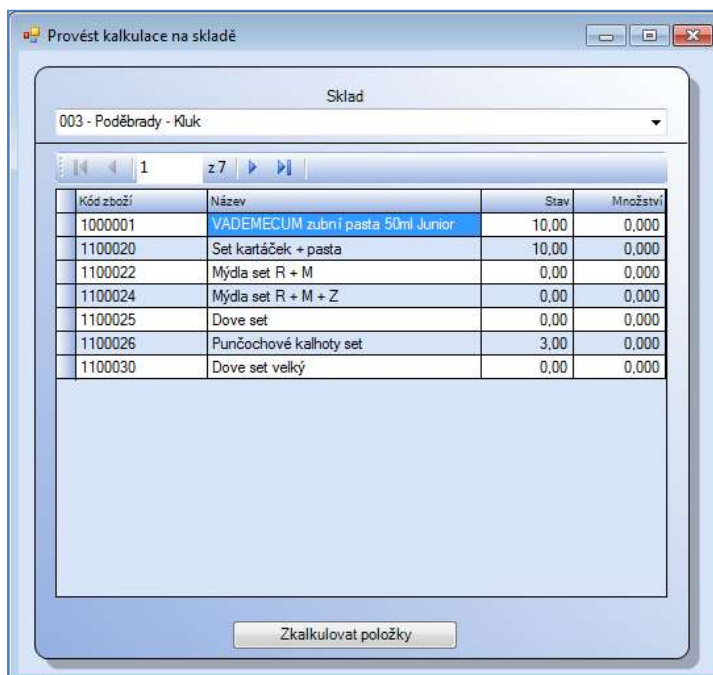 Provést kalkulace na skladě
Sklad
003 - Poděbrady - Kluk
1 z 7
Kód zboží Název Stav Množství
1000001 VADEMECUM zubní pasta 50ml Junior 10,00 0,000
1100020 Set kartáček + pasta 10,00 0,000
1100022 Mýdla set R + M 0,00 0,000
1100024 Mýdla set R + M + Z 0,00 0,000
1100025 Dove set 0,00 0,000
1100026 Punčochové kalhoty set 3,00 0,000
1100030 Dove set velký 0,00 0,000
Zkalkulovat položky